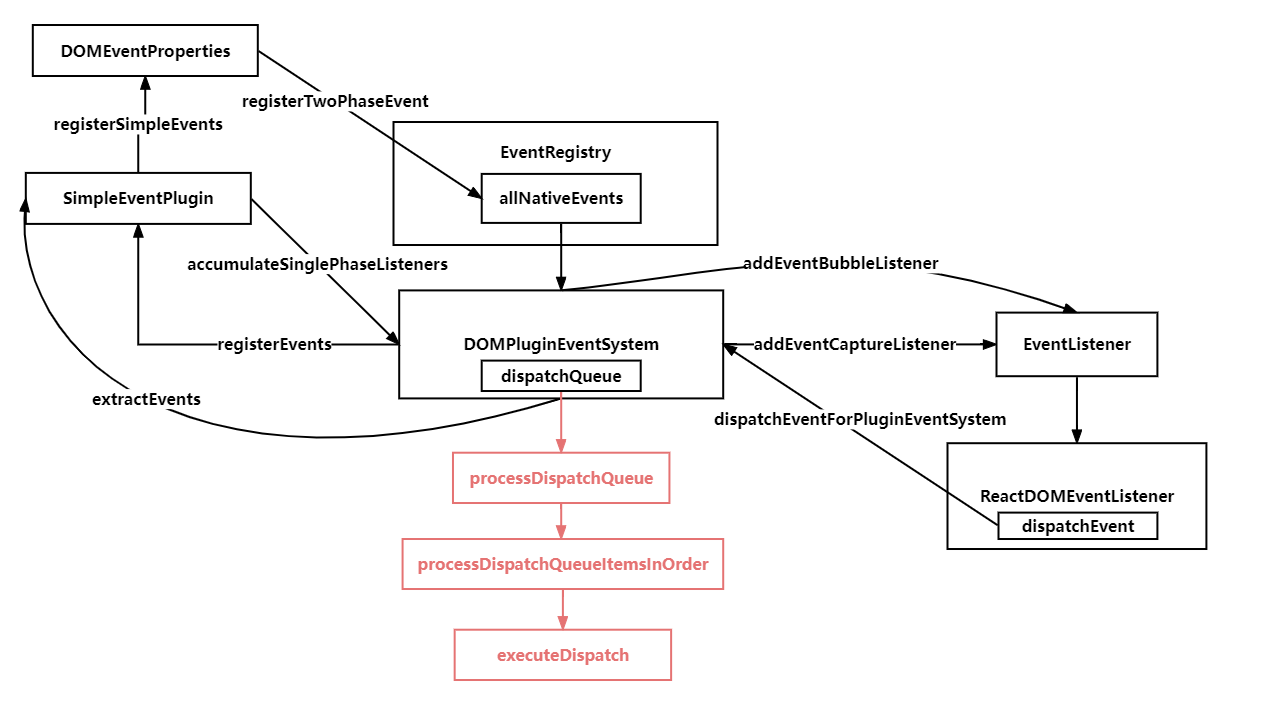 DOMEventProperties
registerTwoPhaseEvent
registerSimpleEvents
EventRegistry
SimpleEventPlugin
allNativeEvents
accumulateSinglePhaseListeners
addEventBubbleListener
registerEvents
DOMPluginEventSystem
addEventCaptureListener
EventListener
dispatchQueue
extractEvents
dispatchEventForPluginEventSystem
processDispatchQueue
ReactDOMEventListener
dispatchEvent
processDispatchQueueItemsInOrder
executeDispatch